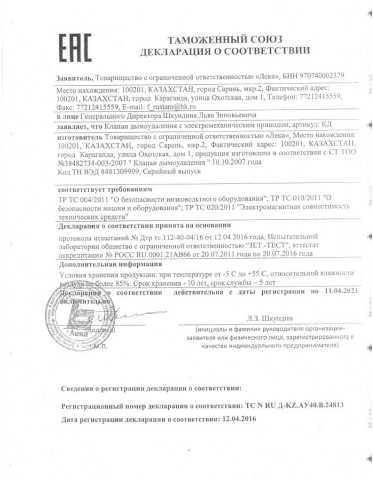 ЕАС
ТАМОЖЕННЫЙ СОЮЗ
ДЕКЛАРАЦИЯ О СООТВЕТСТВИИ
Заявитель, Товарищество с ограниченной ответственностью «Лека», БИН 970740002379
Место нахождения: 100201, КАЗАХСТАН, город Сарань, мкр.2, Фактический адрес:
100201, КАЗАХСТАН, город Караганда, улица Охотская, дом 1, Телефон: 77212415559,
Факс: 77212415559, E-mail: f_rustam@bk.ru
в лице Генерального Директора Шкундина Льва Зиновьевича
заявляет, что Клапан дымоудаления с электромеханическим приводом, артикул: КД
изготовитель Товарищество с ограниченной ответственностью «Лека», Место нахождения:
100201, КАЗАХСТАН, город Сарань, мкр.2, Фактический адрес: 100201, КАЗАХСТАН,
город Караганда, улица Охотская, дом 1, продукция изготовлена в соответствии с СТ ТОО
№38482734-003-2007 " Клапан дымоудаления " 10.10.2007 года
Код ТН ВЭД 8481309909, Серийный выпуск
соответствует требованиям
ТР ТС 004/2011 "О безопасности низковольтного оборудования"; ТР ТС 010/2011 "О
безопасности машин и оборудования"; ТР ТС 020/2011 "Электромагнитная совместимость
технических средств"
Декларация о соответствии принята на основании
протокола испытаний № Дтр тс.112-40-04/16 от 12.04.2016 года, Испытательной
лаборатории общества с ограниченной ответственностью "ЗЕТ -ТЕСТ", аттестат
аккредитации № РОСС RU.0001.21АВ66 от 20.07.2011 года по 20.07.2016 года
Дополнительная информация
Условия хранения продукции: при температуре от -5 С до +55 С, относительной влажности
воздуха не более 85%. Срок хранения - 10 лет, срок службы – 5 лет
Декларация о соответствии действительна с даты регистрации по 11.04.2021
включительно
Л.З. Шкундин
(подпись)
(инициалы и фамилия руководителя организации-
заявителя или физического лица, зарегистрированного в
качестве индивидуального предпринимателя)
М.П.
Сведения о регистрации декларации о соответствии:
Регистрационный номер декларации о соответствии: ТС N RU Д-KZ.АУ40.В.24813
Дата регистрации декларации о соответствии: 12.04.2016